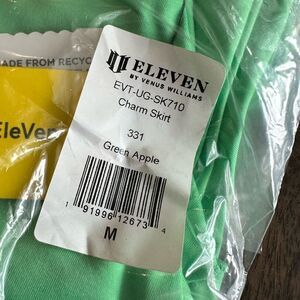 MADE FROM RECYC
EleVen
ELEVEN
BY VENUS WILLIAMS
EVT-UG-SK710
Charm Skirt
331
Green Apple
1 91996 12673 4
M